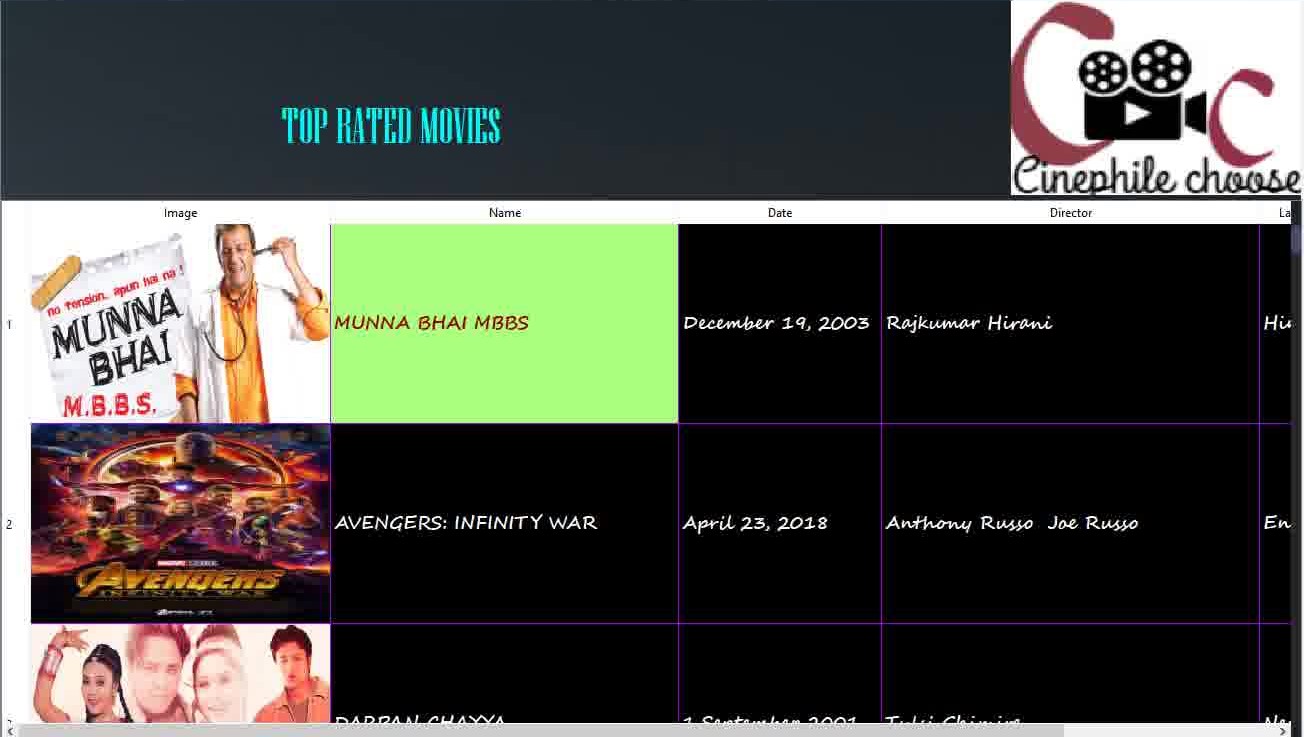 TOP RATED MOVIES
C C
Cinephile choose
Image Name Date Director La
1
no tension.. apun hai na !
MUNNA
BHAI
M.B.B.S.
MUNNA BHAI MBBS December 19, 2003 Rajkumar Hirani Hin
2
AVENGERS
INFINITY WAR
AVENGERS: INFINITY WAR April 23, 2018 Anthony Russo Joe Russo En
DARPAN CHAYYA 1 September 2001 Tulsi Ghimire Ne